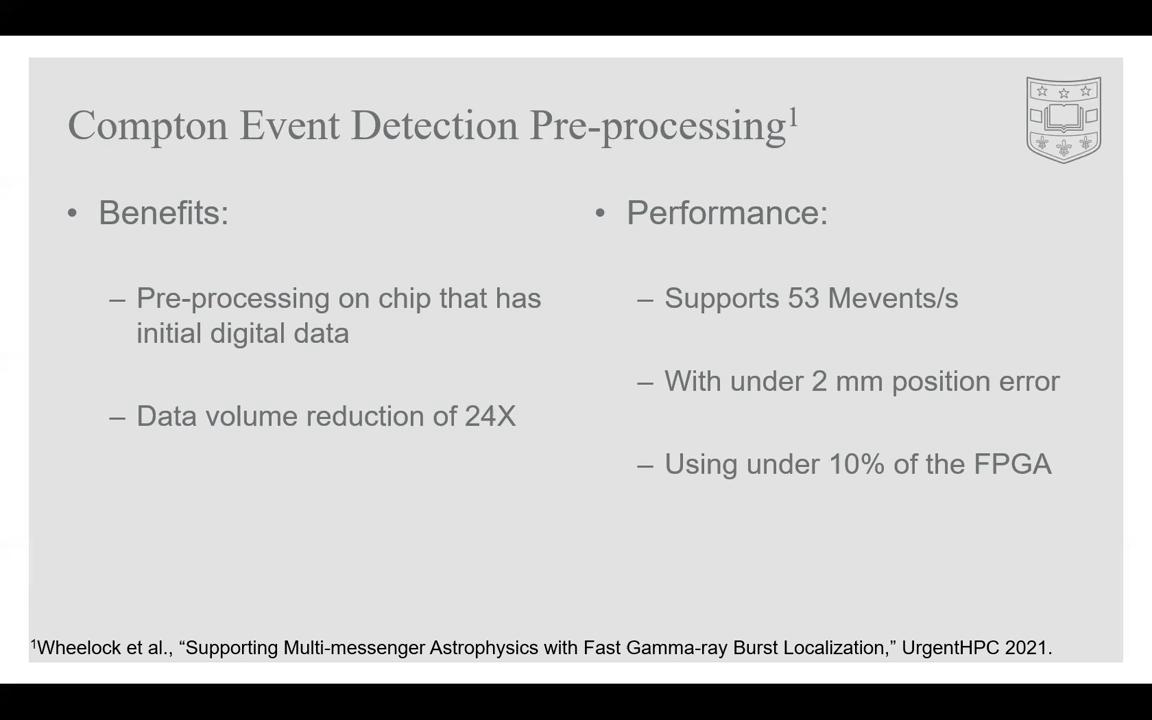 Compton Event Detection Pre-processing¹
• Benefits:
– Pre-processing on chip that has
initial digital data
– Data volume reduction of 24X
• Performance:
– Supports 53 Mevents/s
– With under 2 mm position error
– Using under 10% of the FPGA
¹Wheelock et al., “Supporting Multi-messenger Astrophysics with Fast Gamma-ray Burst Localization,” UrgentHPC 2021.